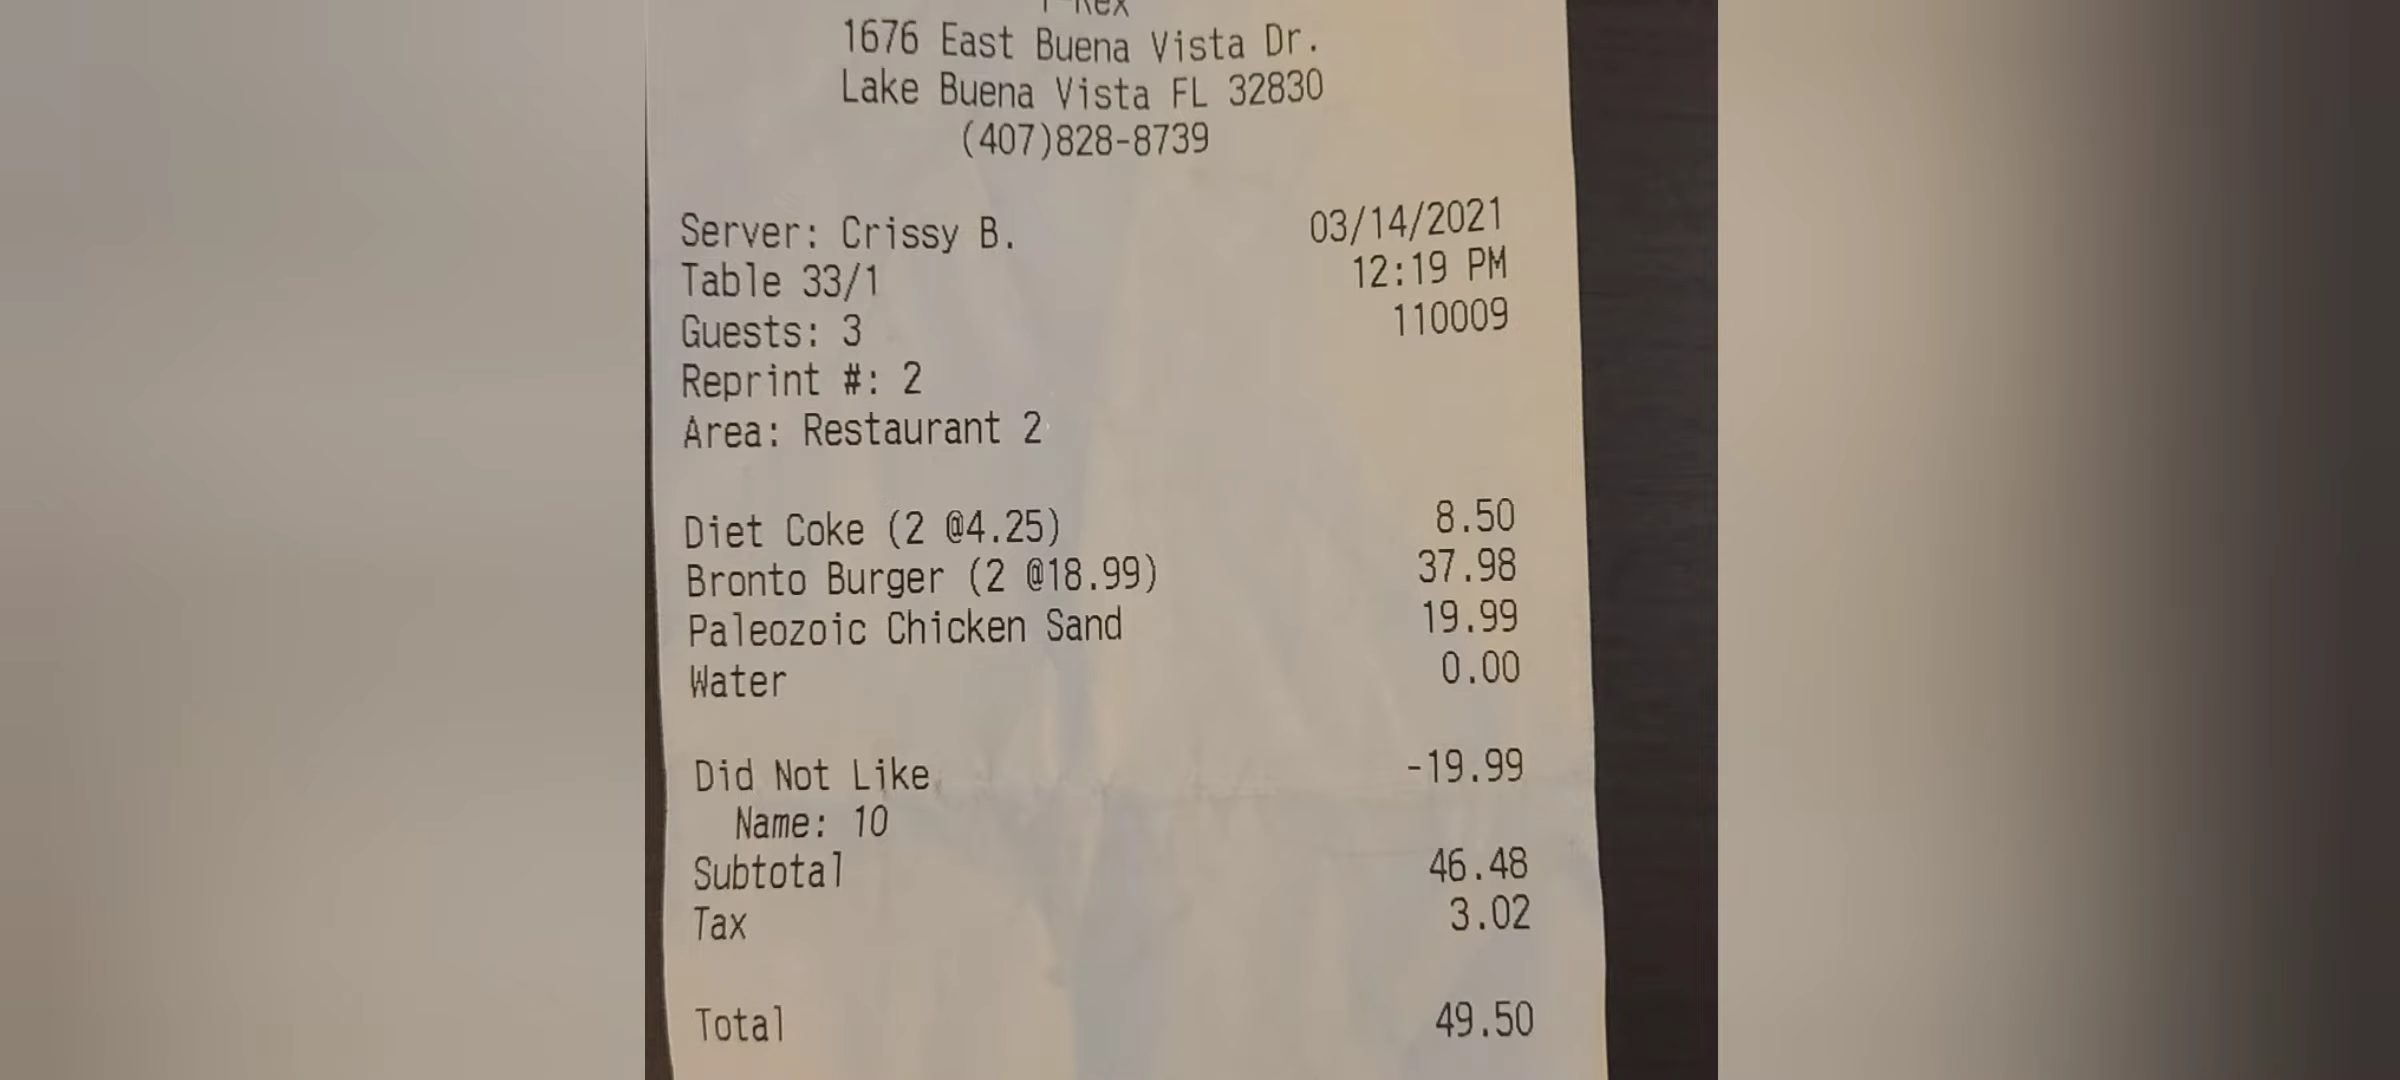 T-Rex
1676 East Buena Vista Dr.
Lake Buena Vista FL 32830
(407)828-8739
Server: Crissy B. 03/14/2021
Table 33/1 12:19 PM
Guests: 3 110009
Reprint #: 2
Area: Restaurant 2
Diet Coke (2 @4.25) 8.50
Bronto Burger (2 @18.99) 37.98
Paleozoic Chicken Sand 19.99
Water 0.00
Did Not Like -19.99
Name: 10
Subtotal 46.48
Tax 3.02
Total 49.50